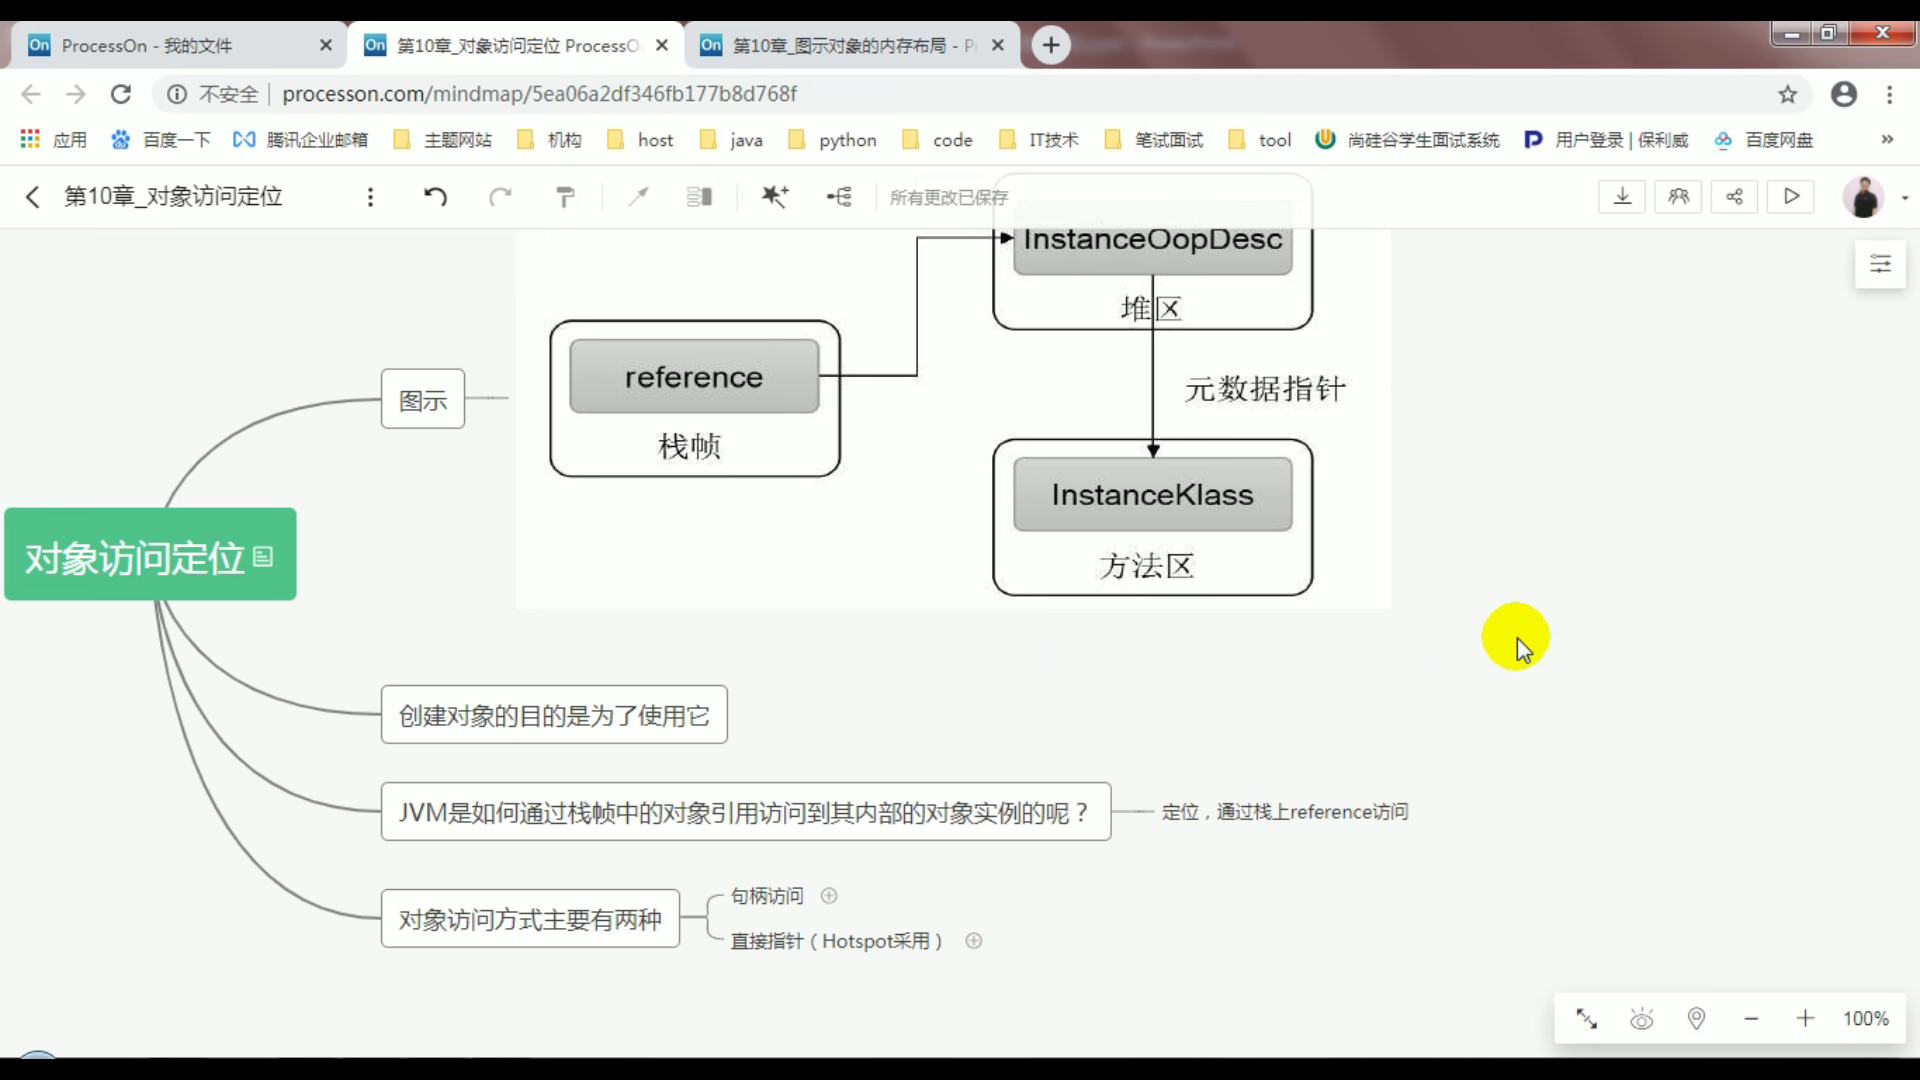 ProcessOn - 我的文件
第10章_对象访问定位 ProcessO
第10章_图示对象的内存布局 - P
不安全
processon.com/mindmap/5ea06a2df346fb177b8d768f
应用
百度一下
腾讯企业邮箱
主题网站
机构
host
java
python
code
IT技术
笔试面试
tool
尚硅谷学生面试系统
用户登录 | 保利威
百度网盘
第10章_对象访问定位
所有更改已保存
InstanceOopDesc
堆区
reference
栈帧
图示
元数据指针
InstanceKlass
方法区
对象访问定位
创建对象的目的是为了使用它
JVM是如何通过栈帧中的对象引用访问到其内部的对象实例的呢？
定位，通过栈上reference访问
对象访问方式主要有两种
句柄访问
直接指针（Hotspot采用）
100%